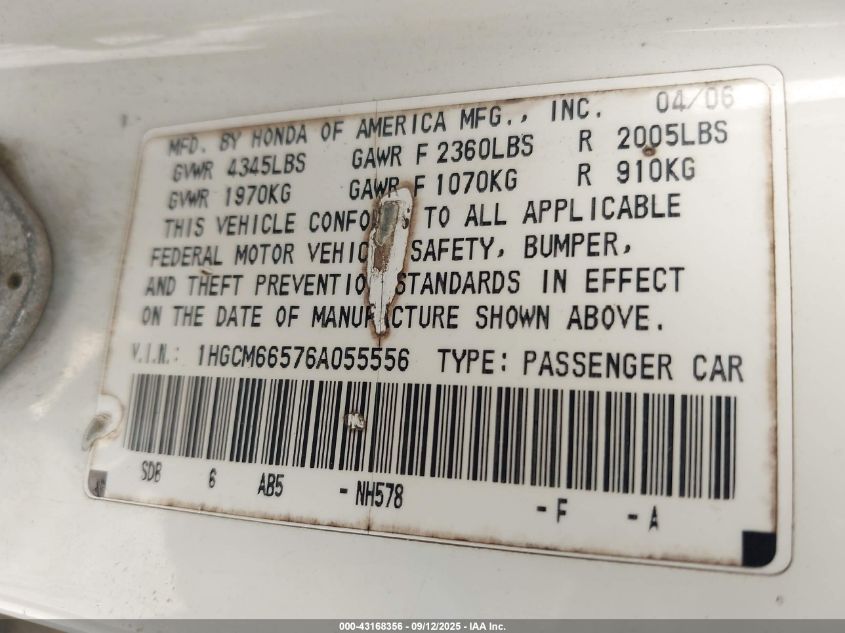 04/06
MFD. BY HONDA OF AMERICA MFG., INC.
GVWR 4345LBS GAWR F 2360LBS R 2005LBS
GVWR 1970KG GAWR F 1070KG R 910KG
THIS VEHICLE CONFO S TO ALL APPLICABLE
FEDERAL MOTOR VEHIC SAFETY, BUMPER,
AND THEFT PREVENTIO STANDARDS IN EFFECT
ON THE DATE OF MANUF CTURE SHOWN ABOVE.
V.I.N.: 1HGCM66576A055556 TYPE: PASSENGER CAR
SDB 6 AB5 - NH578 - F - A
000-43168356 - 09/12/2025 - IAA Inc.